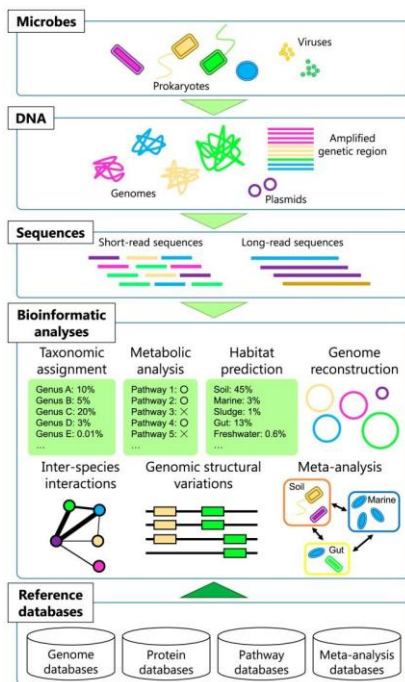 Microbes
Viruses
Prokaryotes
DNA
Amplified
genetic region
Genomes
Plasmids
Sequences
Short-read sequences
Long-read sequences
Bioinformatic
analyses
Taxonomic
assignment
Genus A: 10%
Genus B: 5%
Genus C: 20%
Genus D: 3%
Genus E: 0.01%
...
Metabolic
analysis
Pathway 1: ○
Pathway 2: ○
Pathway 3: ×
Pathway 4: ○
Pathway 5: ×
...
Habitat
prediction
Soil: 45%
Marine: 3%
Sludge: 1%
Gut: 13%
Freshwater: 0.6%
...
Genome
reconstruction
Inter-species
interactions
Genomic structural
variations
Meta-analysis
Soil
Marine
Gut
Reference
databases
Genome
databases
Protein
databases
Pathway
databases
Meta-analysis
databases